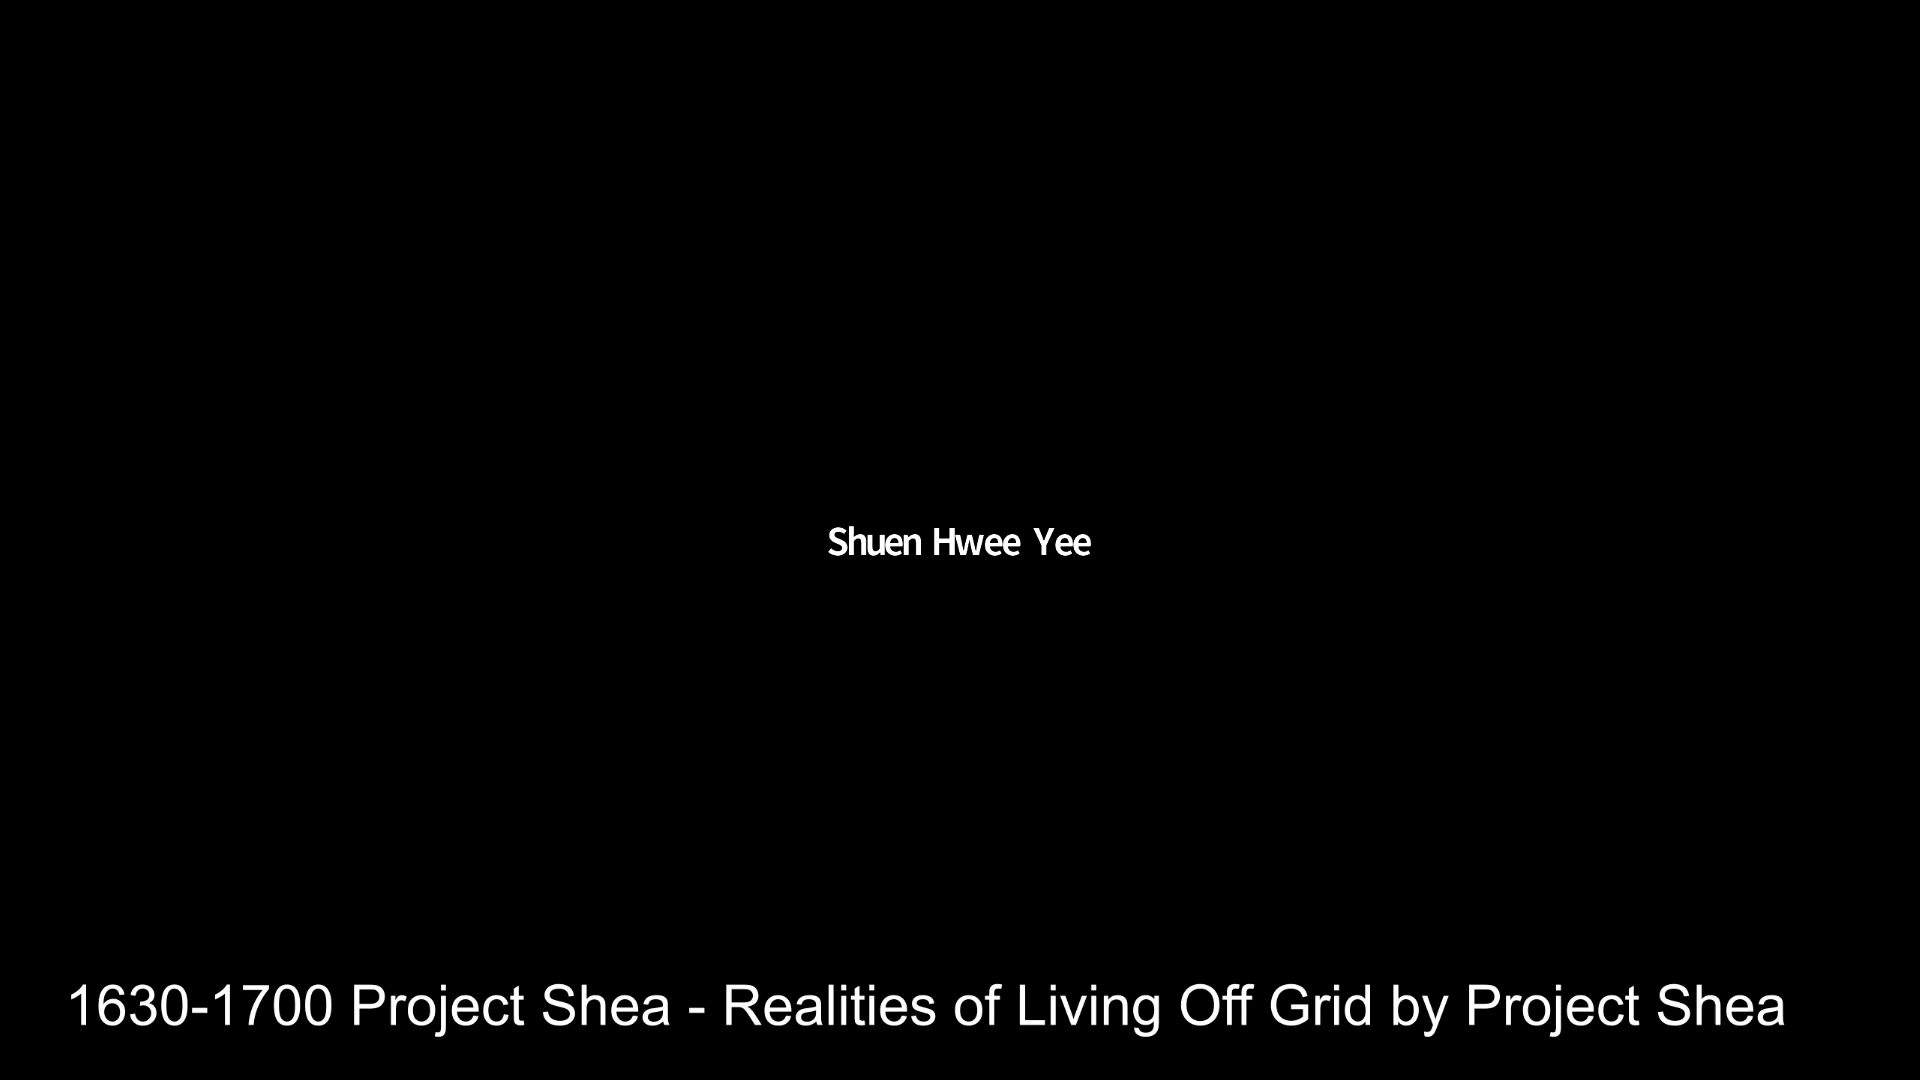 Shuen Hwee Yee
1630-1700 Project Shea - Realities of Living Off Grid by Project Shea